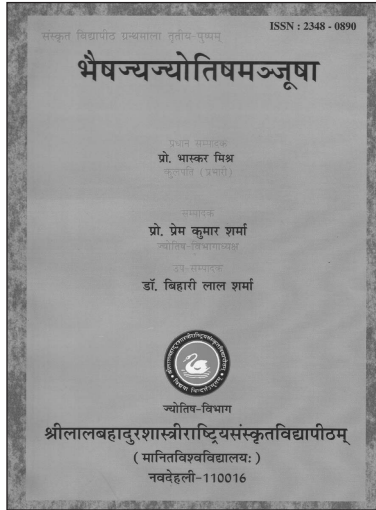 ISSN : 2348 - 0890
संस्कृत विद्यापीठ ग्रन्थमाला तृतीय-पुष्पम्
भैषज्यज्योतिषमञ्जूषा
प्रधान सम्पादक
प्रो. भास्कर मिश्र
कुलपति (प्रभारी)
सम्पादक
प्रो. प्रेम कुमार शर्मा
ज्योतिष-विभागाध्यक्ष
उप-सम्पादक
डॉ. बिहारी लाल शर्मा
ज्योतिष-विभाग
श्रीलालबहादुरशास्त्रीराष्ट्रियसंस्कृतविद्यापीठम्
( मानितविश्वविद्यालय: )
नवदेहली-110016